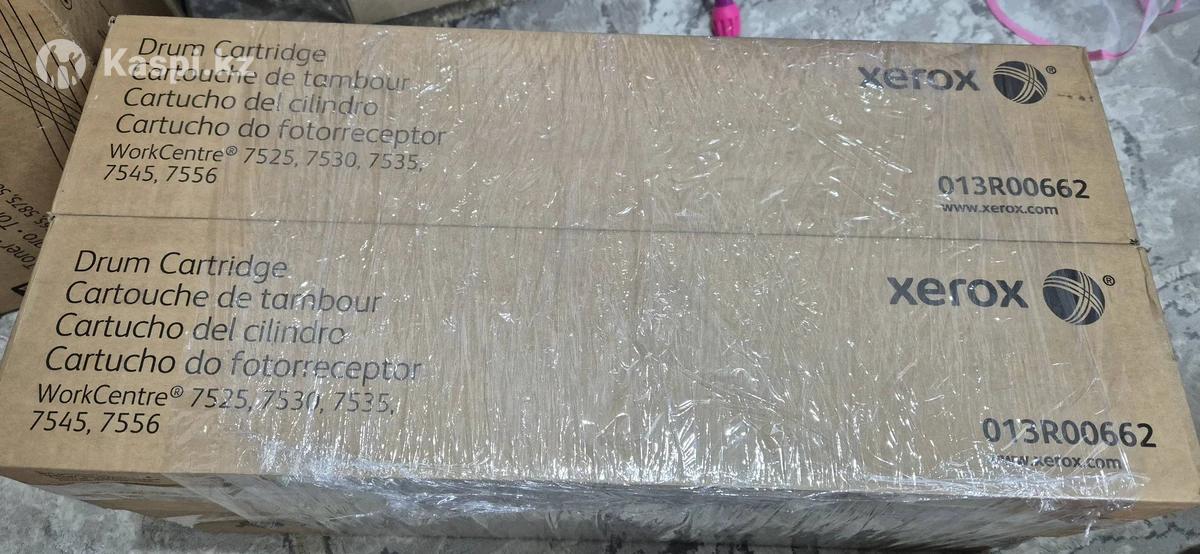 Kaspi.kz
Drum Cartridge
Cartouche de tambour
Cartucho del cilindro
Cartucho do fotorreceptor
WorkCentre® 7525, 7530, 7535,
7545, 7556
xerox ®
013R00662
www.xerox.com
Drum Cartridge
Cartouche de tambour
Cartucho del cilindro
Cartucho do fotorreceptor
WorkCentre® 7525, 7530, 7535,
7545, 7556
xerox ®
013R00662
www.xerox.com
Toner